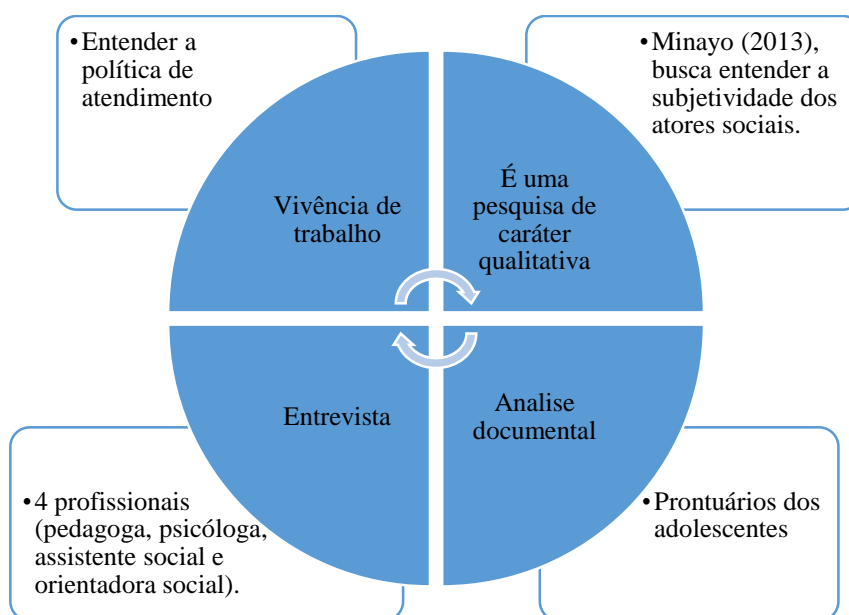 •Entender a
política de
atendimento
•Minayo (2013),
busca entender a
subjetividade dos
atores sociais.
Vivência de
trabalho
É uma
pesquisa de
caráter
qualitativa
Entrevista
Analise
documental
•4 profissionais
(pedagoga, psicóloga,
assistente social e
orientadora social).
•Prontuários dos
adolescentes